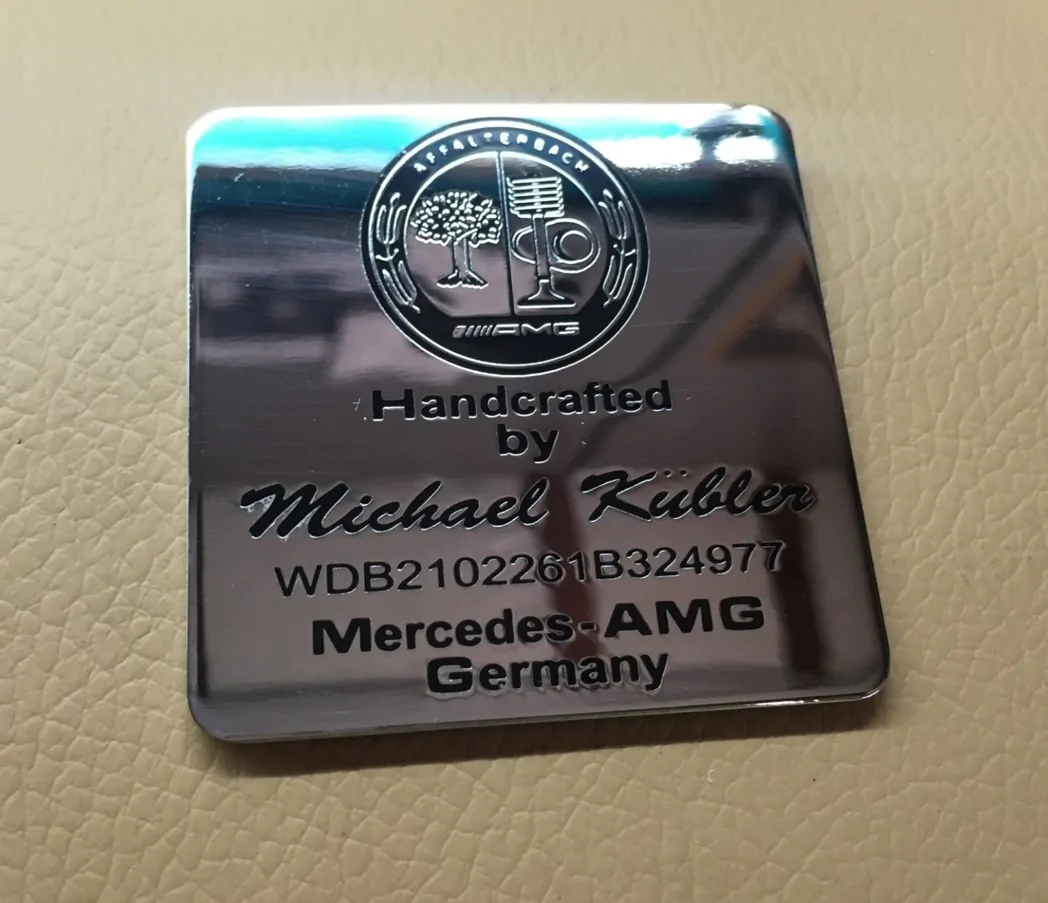 AFFALTERBACH
AMG
Handcrafted
by
Michael Kübler
WDB2102261B324977
Mercedes-AMG
Germany